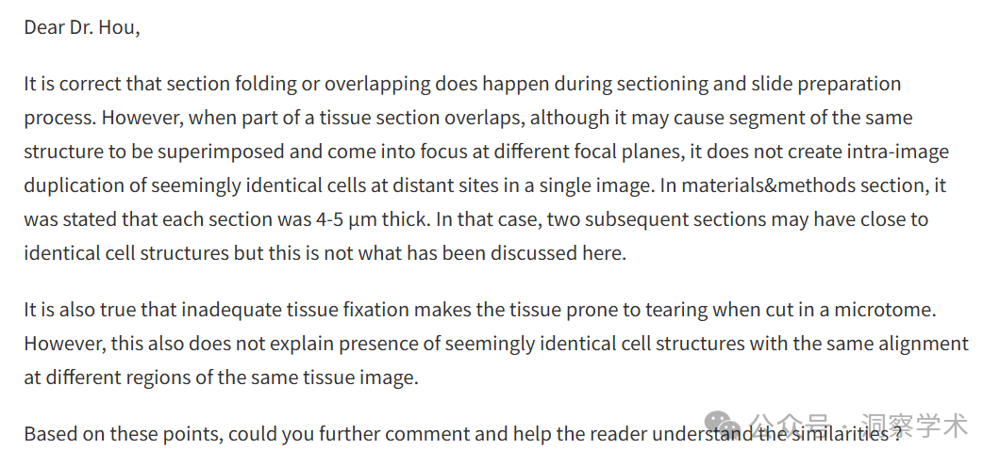 Dear Dr. Hou,
It is correct that section folding or overlapping does happen during sectioning and slide preparation
process. However, when part of a tissue section overlaps, although it may cause segment of the same
structure to be superimposed and come into focus at different focal planes, it does not create intra-image
duplication of seemingly identical cells at distant sites in a single image. In materials&methods section, it
was stated that each section was 4-5 µm thick. In that case, two subsequent sections may have close to
identical cell structures but this is not what has been discussed here.
It is also true that inadequate tissue fixation makes the tissue prone to tearing when cut in a microtome.
However, this also does not explain presence of seemingly identical cell structures with the same alignment
at different regions of the same tissue image.
Based on these points, could you further comment and help the reader understand the similarities ?
公众号 · 洞察学术